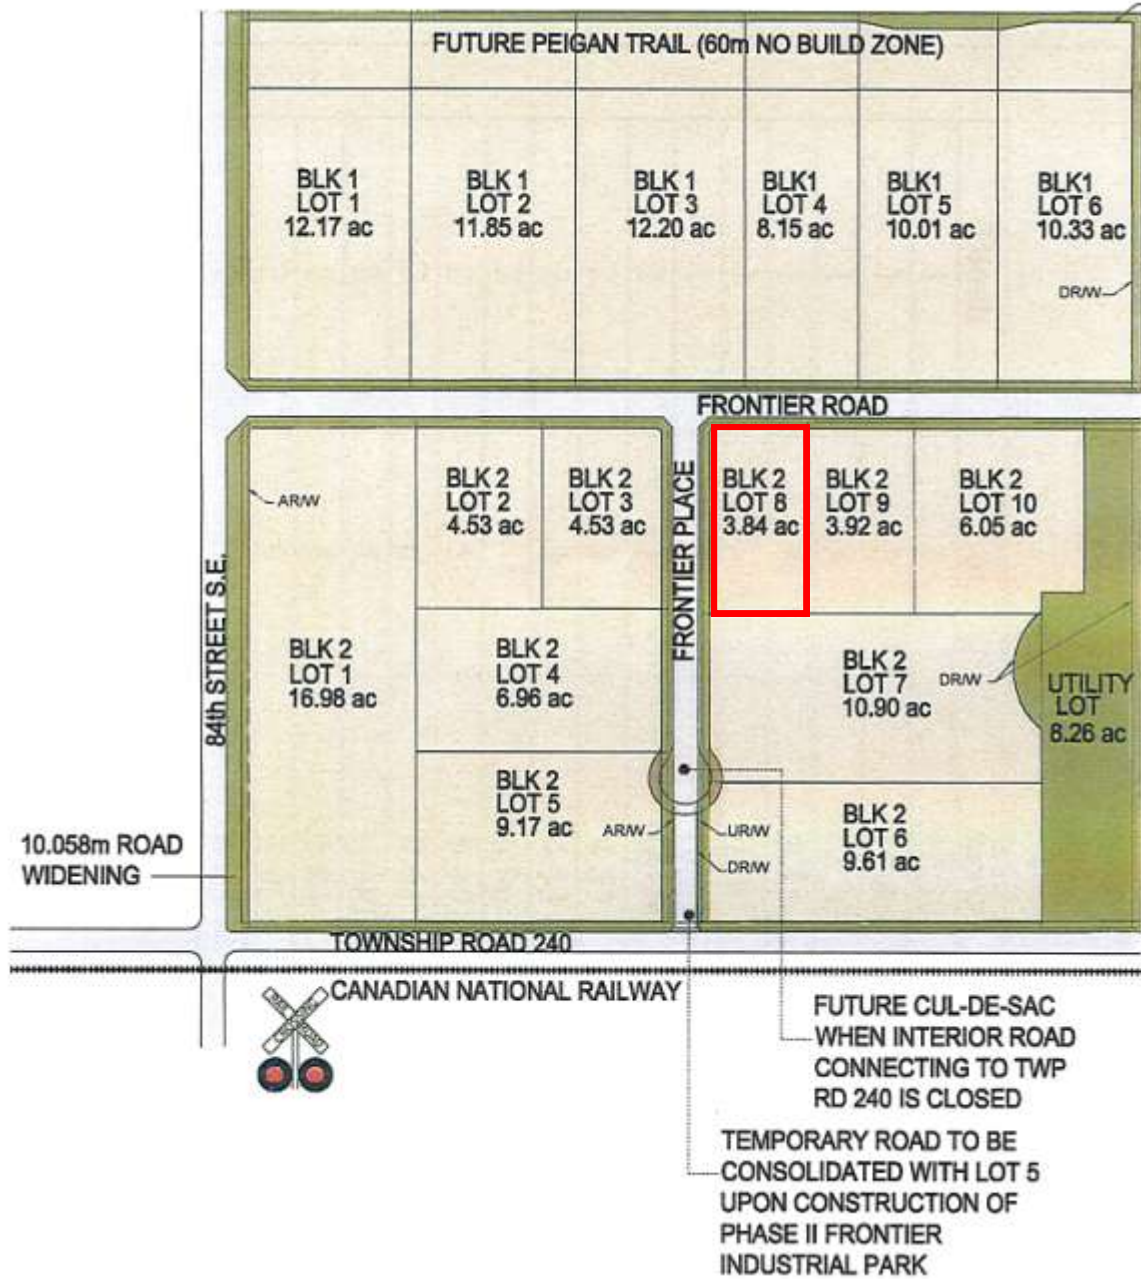 FUTURE PEIGAN TRAIL (60m NO BUILD ZONE)
BLK 1
LOT 1
12.17 ac
BLK 1
LOT 2
11.85 ac
BLK 1
LOT 3
12.20 ac
BLK1
LOT 4
8.15 ac
BLK1
LOT 5
10.01 ac
BLK1
LOT 6
10.33 ac
DR/W
FRONTIER ROAD
AR/W
BLK 2
LOT 2
4.53 ac
BLK 2
LOT 3
4.53 ac
FRONTIER PLACE
BLK 2
LOT 8
3.84 ac
BLK 2
LOT 9
3.92 ac
BLK 2
LOT 10
6.05 ac
84th STREET S.E.
BLK 2
LOT 1
16.98 ac
BLK 2
LOT 4
6.96 ac
BLK 2
LOT 7
10.90 ac
DR/W
UTILITY
LOT
8.26 ac
BLK 2
LOT 5
9.17 ac
AR/W
UR/W
DR/W
BLK 2
LOT 6
9.61 ac
10.058m ROAD
WIDENING
TOWNSHIP ROAD 240
CANADIAN NATIONAL RAILWAY
FUTURE CUL-DE-SAC
WHEN INTERIOR ROAD
CONNECTING TO TWP
RD 240 IS CLOSED
TEMPORARY ROAD TO BE
CONSOLIDATED WITH LOT 5
UPON CONSTRUCTION OF
PHASE II FRONTIER
INDUSTRIAL PARK